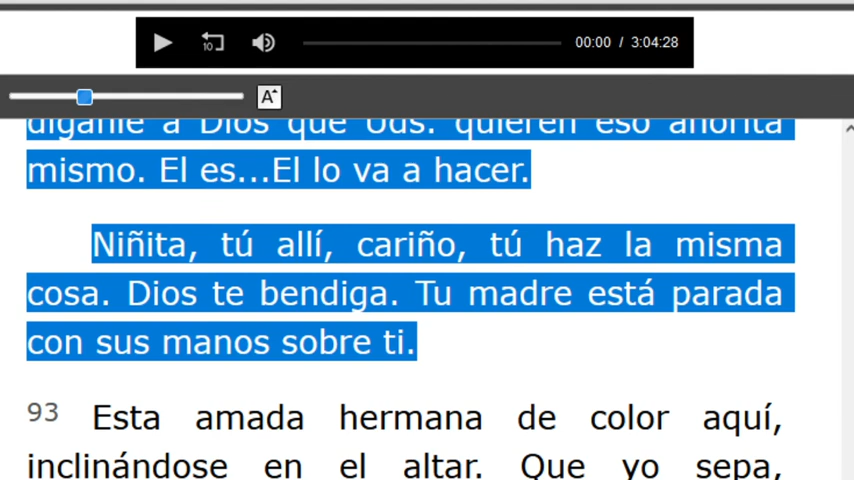 10
00:00 / 3:04:28
A
díganle a Dios que Uds. quieren eso ahorita
mismo. El es...El lo va a hacer.
Niñita, tú allí, cariño, tú haz la misma
cosa. Dios te bendiga. Tu madre está parada
con sus manos sobre ti.
93 Esta amada hermana de color aquí,
inclinándose en el altar. Que yo sepa,